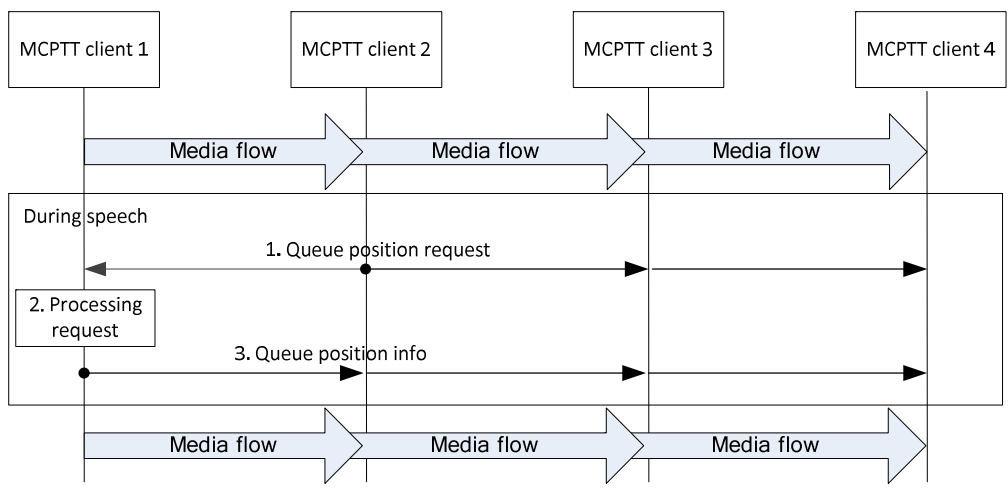 MCPTT client 1
MCPTT client 2
MCPTT client 3
MCPTT client 4
Media flow
Media flow
Media flow
During speech
1. Queue position request
2. Processing
request
3. Queue position info
Media flow
Media flow
Media flow